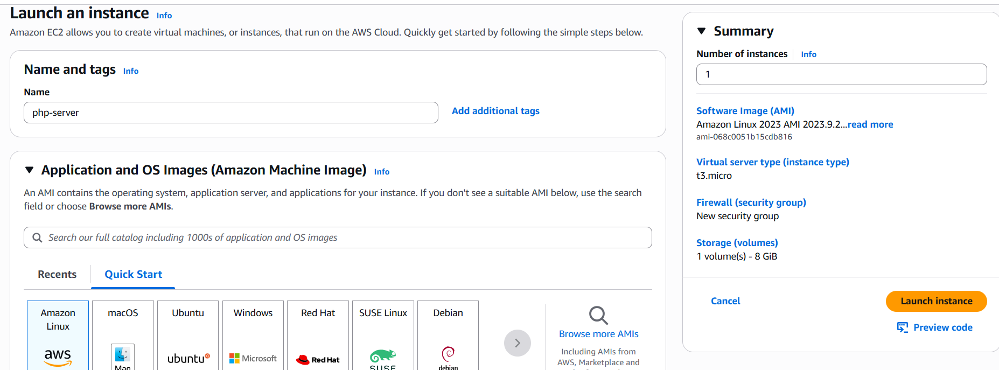 Launch an instance Info
Amazon EC2 allows you to create virtual machines, or instances, that run on the AWS Cloud. Quickly get started by following the simple steps below.
Name and tags Info
Name
php-server
Add additional tags
Application and OS Images (Amazon Machine Image) Info
An AMI contains the operating system, application server, and applications for your instance. If you don't see a suitable AMI below, use the search
field or choose Browse more AMIs.
Search our full catalog including 1000s of application and OS images
Recents
Quick Start
Amazon
Linux
aws
macOS
Mac
Ubuntu
ubuntu
Windows
Microsoft
Red Hat
Red Hat
SUSE Linux
SUSE
Debian
debian
Browse more AMIs
Including AMIs from
AWS, Marketplace and
Summary
Number of instances Info
1
Software Image (AMI)
Amazon Linux 2023 AMI 2023.9.2...read more
ami-068c0051b15cdb816
Virtual server type (instance type)
t3.micro
Firewall (security group)
New security group
Storage (volumes)
1 volume(s) - 8 GiB
Cancel
Launch instance
Preview code